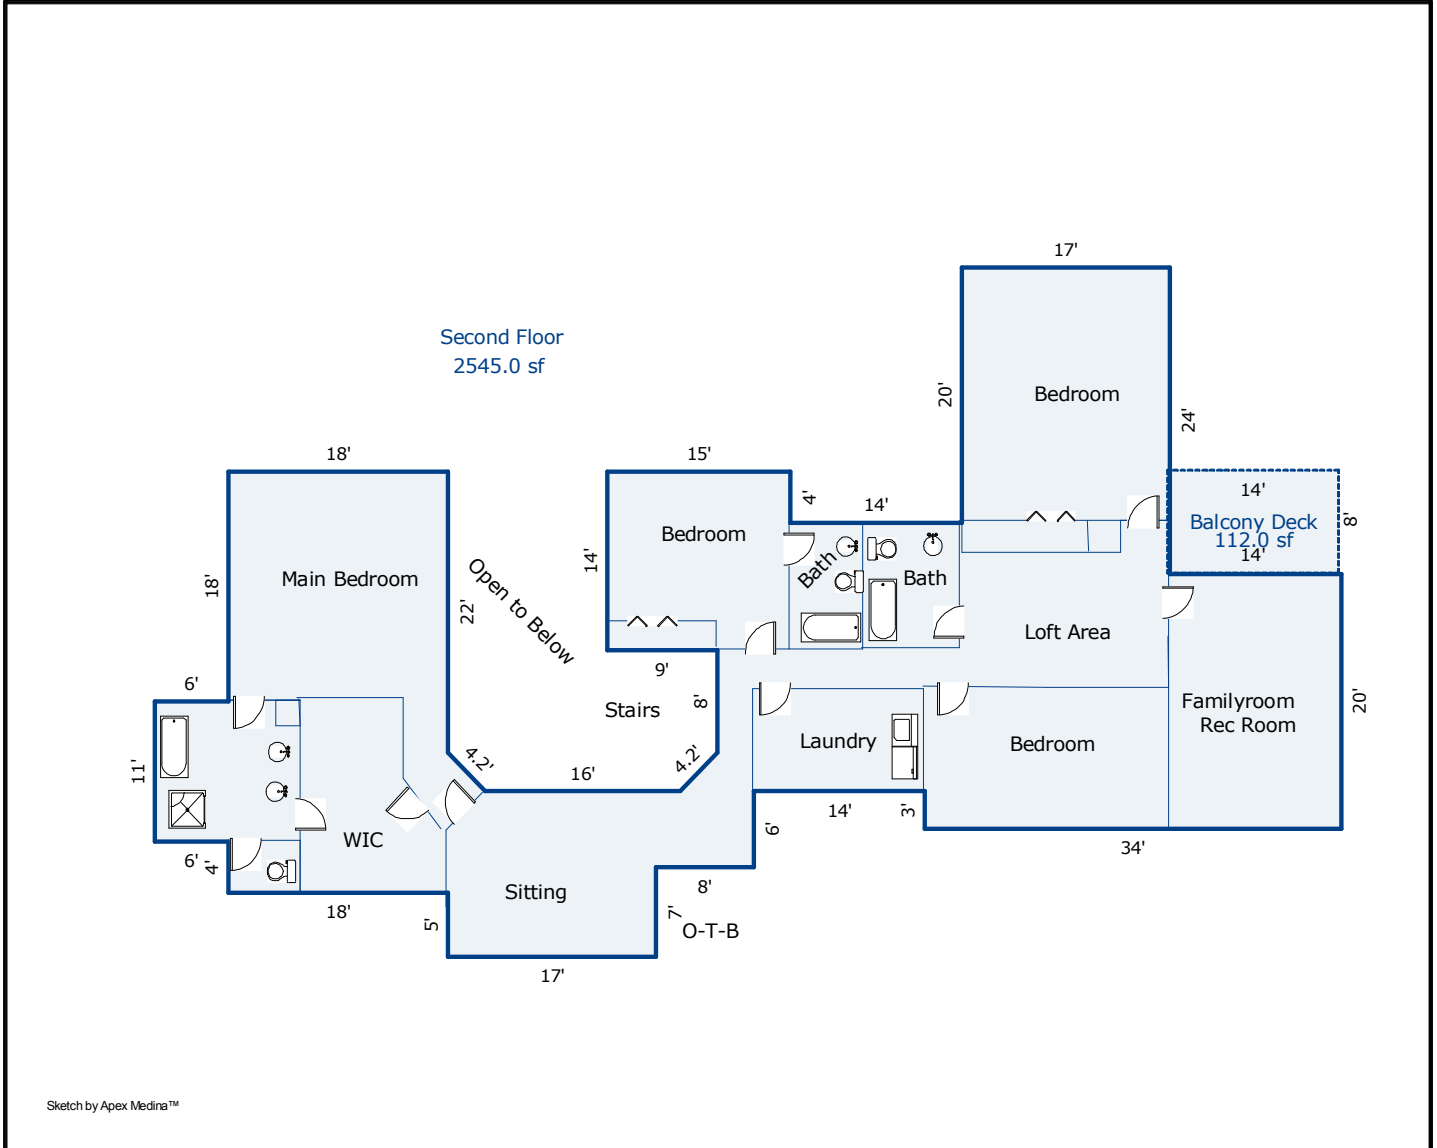 17'
Second Floor
2545.0 sf
20'
Bedroom
24'
18'
15'
4'
14'
14'
Balcony Deck
112.0 sf
14'
8'
18'
Main Bedroom
22'
Open to Below
14'
Bedroom
Bath
Bath
Loft Area
9'
8'
Stairs
6'
Familyroom
Rec Room
20'
11'
4.2'
16'
4.2'
Laundry
Bedroom
14'
3'
6'
34'
WIC
6'
4'
18'
5'
Sitting
8'
7'
O-T-B
17'
Sketch by Apex Medina™